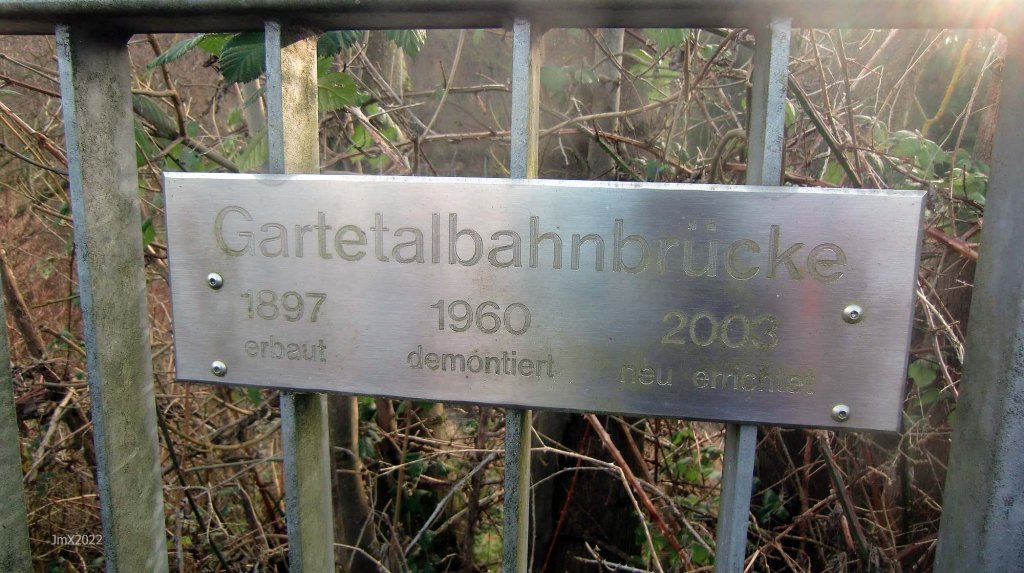 Gartetalbahnbrücke
1897 1960 2003
erbaut demontiert neu errichtet
JmX2022